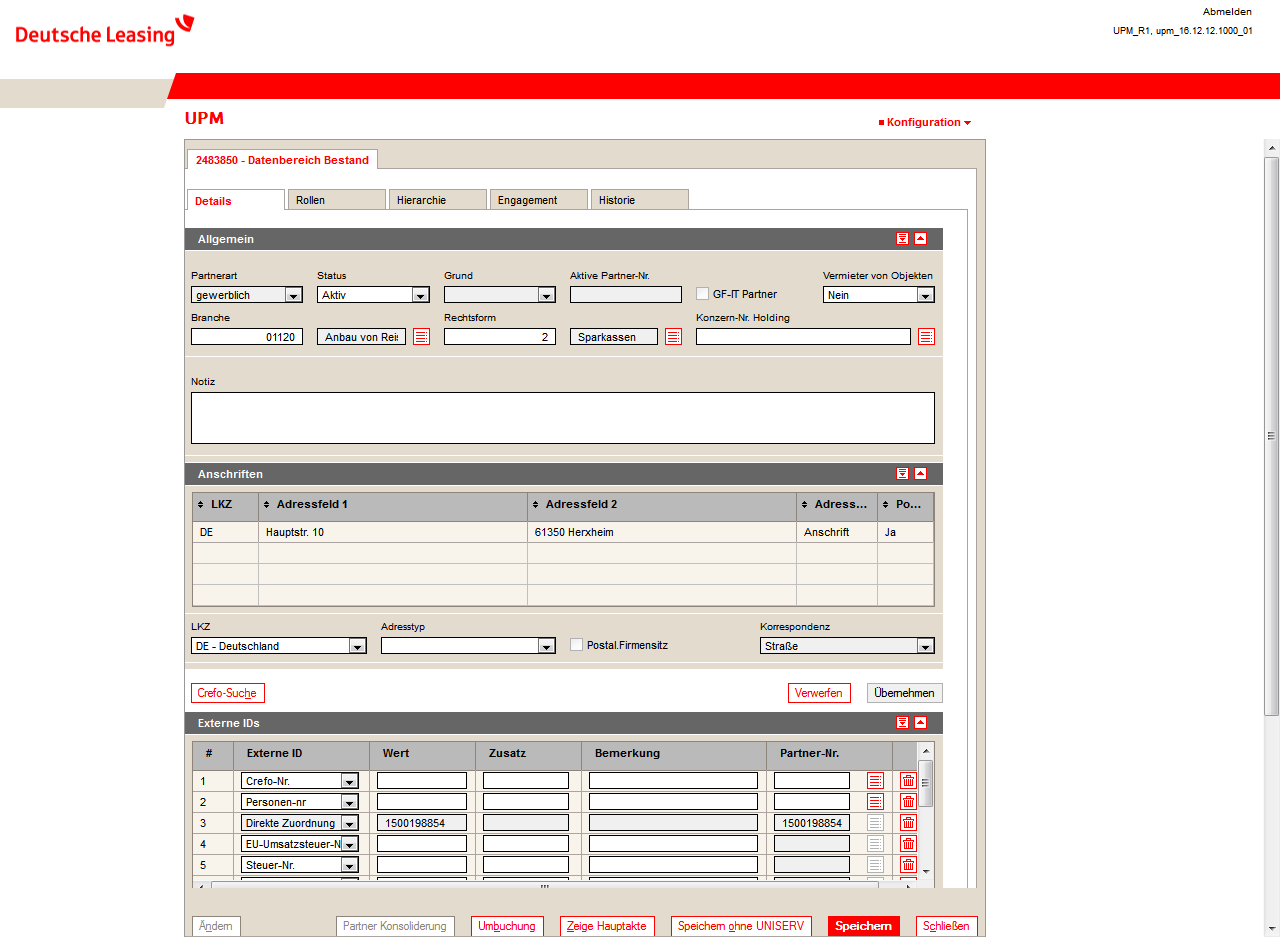 Abmelden
Deutsche Leasing
UPM_R1, upm_16.12.12.1000_01
UPM
Konfiguration
2483850 - Datenbereich Bestand
Details Rollen Hierarchie Engagement Historie
Allgemein
Partnerart Status Grund Aktive Partner-Nr. Vermieter von Objekten
gewerblich Aktiv GF-IT Partner Nein
Branche Rechtsform Konzern-Nr. Holding
01120 Anbau von Reis 2 Sparkassen
Notiz
Anschriften
LKZ Adressfeld 1 Adressfeld 2 Adress... Po...
DE Hauptstr. 10 61350 Herxheim Anschrift Ja
LKZ Adresstyp Korrespondenz
DE - Deutschland Postal.Firmensitz Straße
Crefo-Suche Verwerfen Übernehmen
Externe IDs
# Externe ID Wert Zusatz Bemerkung Partner-Nr.
1 Crefo-Nr.
2 Personen-nr
3 Direkte Zuordnung 1500198854 1500198854
4 EU-Umsatzsteuer-N
5 Steuer-Nr.
Ändern Partner Konsolidierung Umbuchung Zeige Hauptakte Speichern ohne UNISERV Speichern Schließen